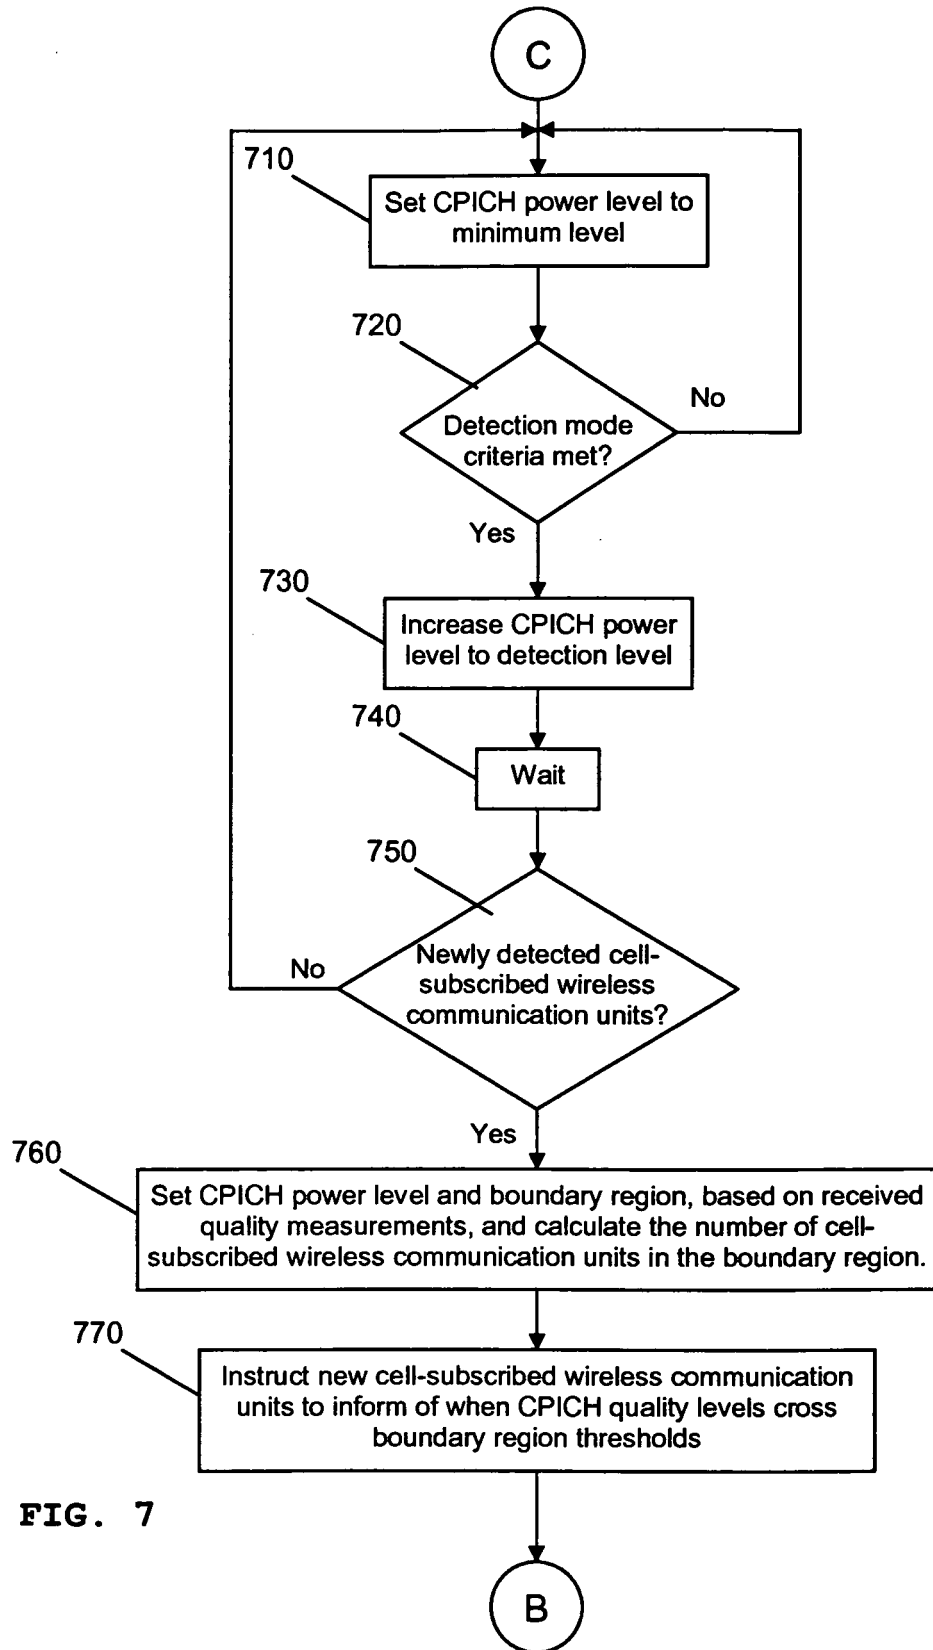 C
710
Set CPICH power level to
minimum level
720
No
Detection mode
criteria met?
Yes
730
Increase CPICH power
level to detection level
740
Wait
750
Newly detected cell-
subscribed wireless
communication units?
No
Yes
760
Set CPICH power level and boundary region, based on received
quality measurements, and calculate the number of cell-
subscribed wireless communication units in the boundary region.
770
Instruct new cell-subscribed wireless communication
units to inform of when CPICH quality levels cross
boundary region thresholds
FIG. 7
B